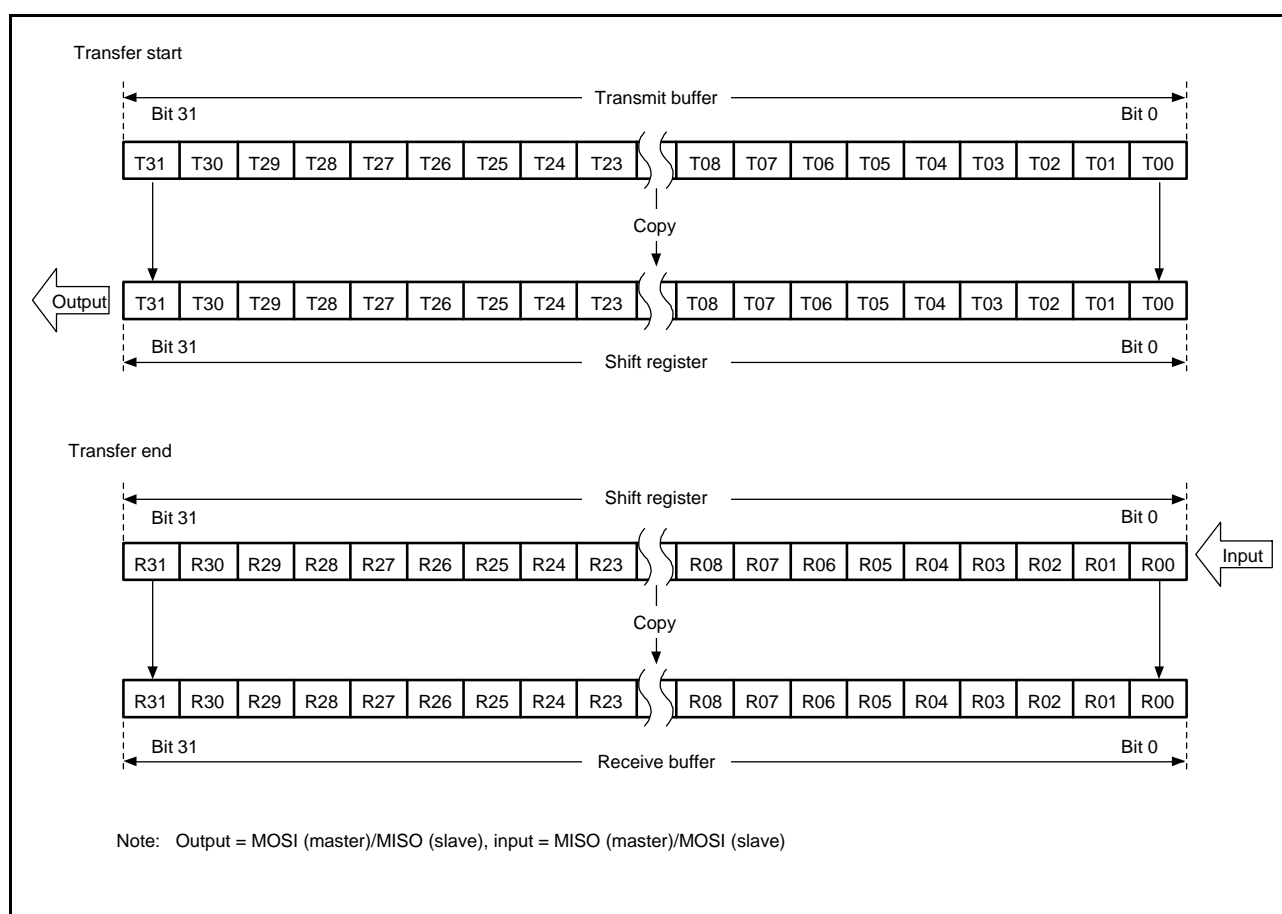 Transfer start
Transmit buffer
Bit 31 Bit 0
T31 T30 T29 T28 T27 T26 T25 T24 T23 T08 T07 T06 T05 T04 T03 T02 T01 T00
Copy
Output T31 T30 T29 T28 T27 T26 T25 T24 T23 T08 T07 T06 T05 T04 T03 T02 T01 T00
Bit 31 Bit 0
Shift register
Transfer end
Shift register
Bit 31 Bit 0
R31 R30 R29 R28 R27 R26 R25 R24 R23 R08 R07 R06 R05 R04 R03 R02 R01 R00 Input
Copy
R31 R30 R29 R28 R27 R26 R25 R24 R23 R08 R07 R06 R05 R04 R03 R02 R01 R00
Bit 31 Bit 0
Receive buffer
Note: Output = MOSI (master)/MISO (slave), input = MISO (master)/MOSI (slave)